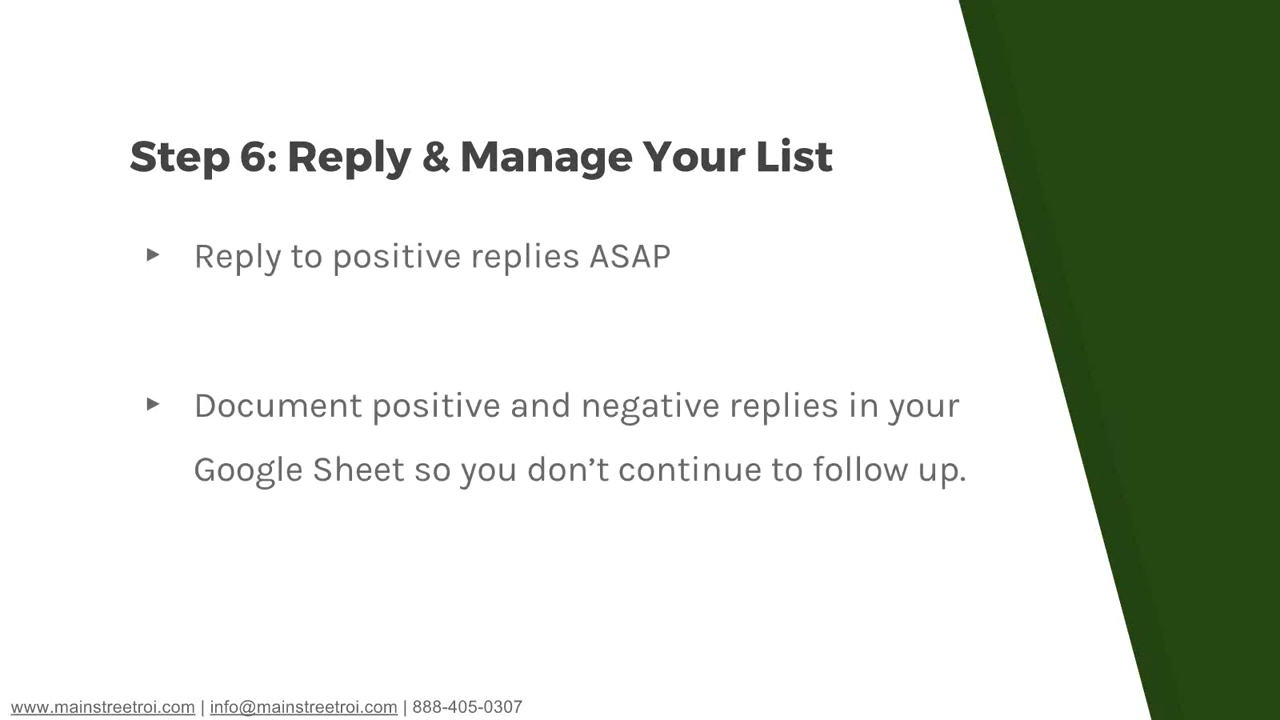 Step 6: Reply & Manage Your List
▸ Reply to positive replies ASAP
▸ Document positive and negative replies in your
Google Sheet so you don’t continue to follow up.
www.mainstreetroi.com | info@mainstreetroi.com | 888-405-0307